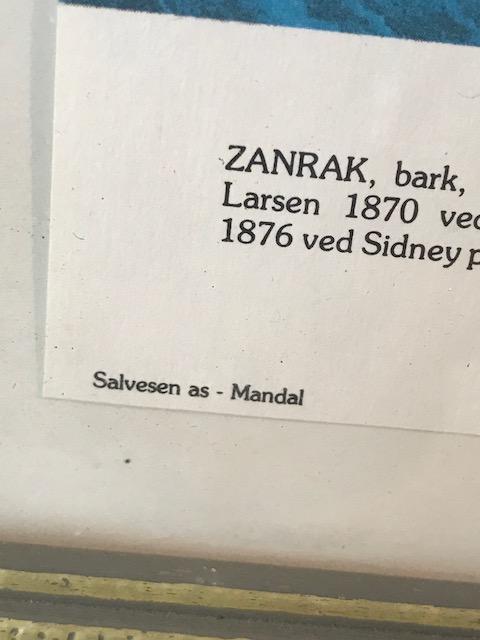 ZANRAK, bark,
Larsen 1870
1876 ved Sidney
Salvesen as - Mandal